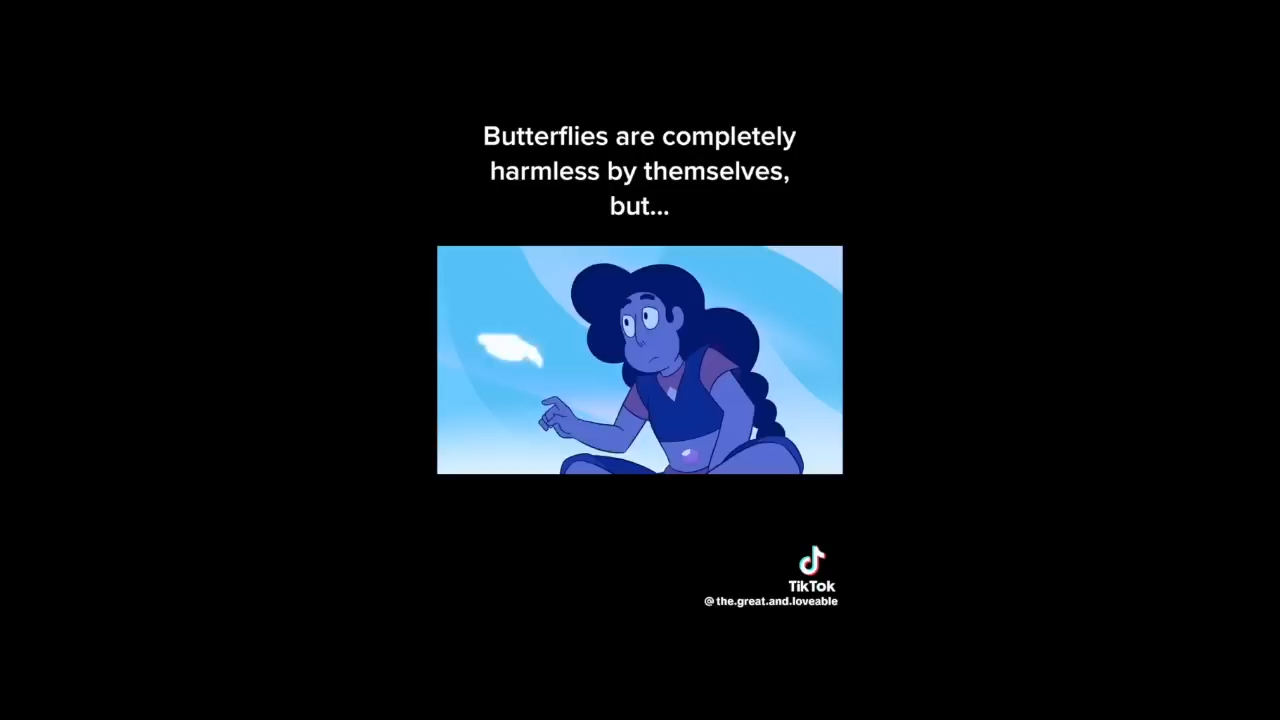 Butterflies are completely
harmless by themselves,
but...
TikTok
@the.great.and.loveable